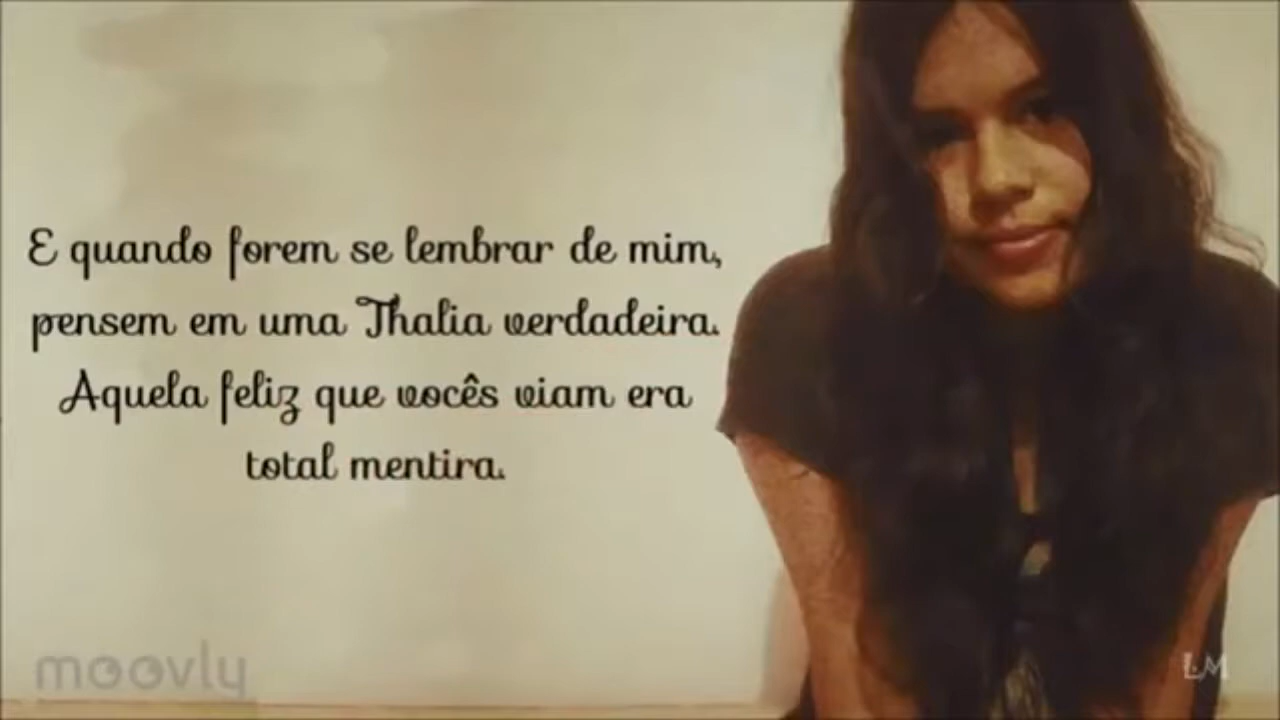 E quando forem se lembrar de mim,
pensem em uma Thalia verdadeira.
Aquela feliz que vocês viam era
total mentira.
moovly
LM